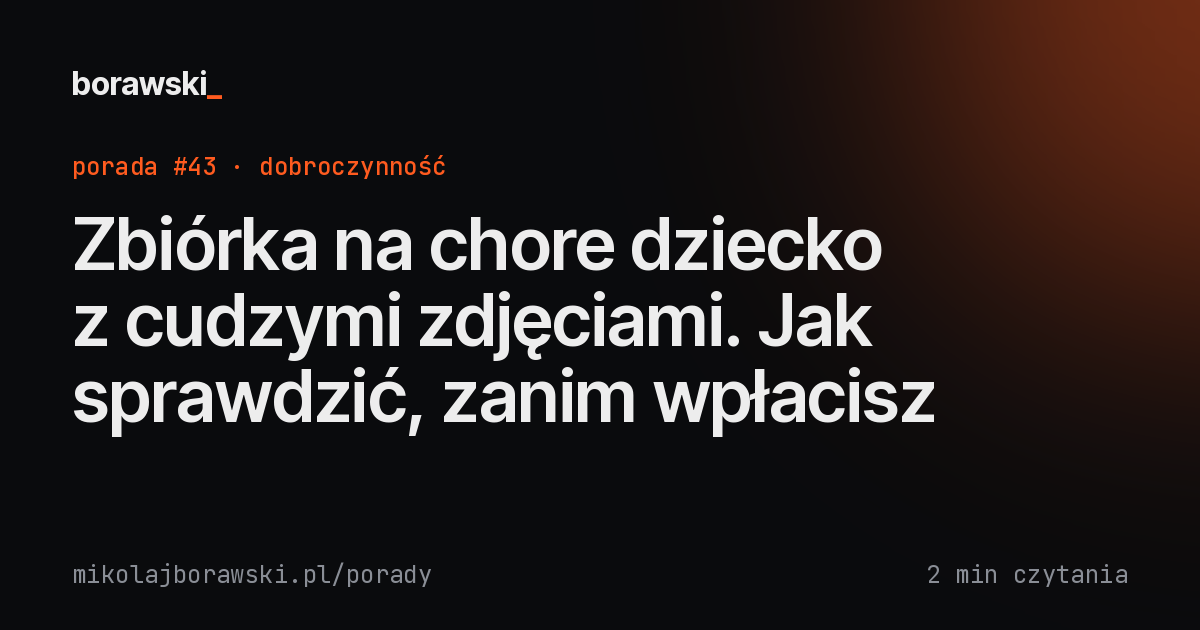 borawski_
porada #43 · dobroczynność
Zbiórka na chore dziecko
z cudzymi zdjęciami. Jak
sprawdzić, zanim wpłacisz
mikolajborawski.pl/porady
2 min czytania